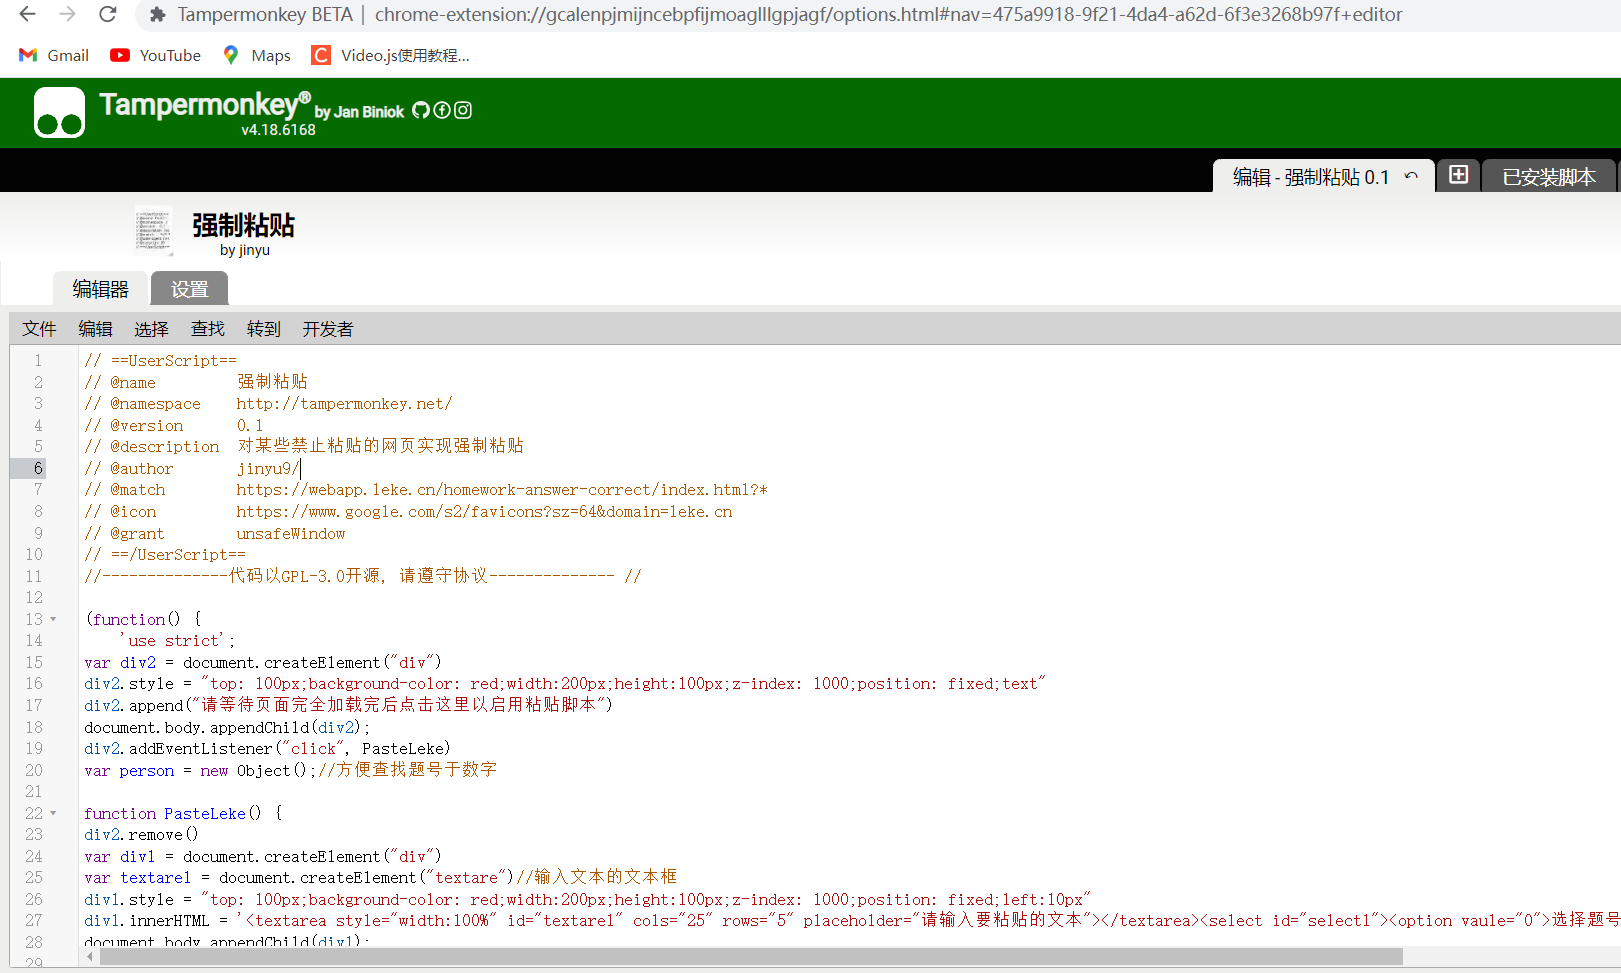 Tampermonkey BETA | chrome-extension://gcalenpjmijncebpfijmoaglllgpjagf/options.html#nav=475a9918-9f21-4da4-a62d-6f3e3268b97f+editor
Gmail YouTube Maps Video.js使用教程...
Tampermonkey® by Jan Biniok
v4.18.6168
编辑 - 强制粘贴 0.1 已安装脚本
强制粘贴
by jinyu
编辑器 设置
文件 编辑 选择 查找 转到 开发者
1 // ==UserScript==
2 // @name 强制粘贴
3 // @namespace http://tampermonkey.net/
4 // @version 0.1
5 // @description 对某些禁止粘贴的网页实现强制粘贴
6 // @author jinyu9/
7 // @match https://webapp.leke.cn/homework-answer-correct/index.html?*
8 // @icon https://www.google.com/s2/favicons?sz=64&domain=leke.cn
9 // @grant unsafeWindow
10 // ==/UserScript==
11 //--------------代码以GPL-3.0开源, 请遵守协议-------------- //
12
13 (function() {
14 'use strict';
15 var div2 = document.createElement("div")
16 div2.style = "top: 100px;background-color: red;width:200px;height:100px;z-index: 1000;position: fixed;text"
17 div2.append("请等待页面完全加载完后点击这里以启用粘贴脚本")
18 document.body.appendChild(div2);
19 div2.addEventListener("click", PasteLeke)
20 var person = new Object();//方便查找题号于数字
21
22 function PasteLeke() {
23 div2.remove()
24 var div1 = document.createElement("div")
25 var textare1 = document.createElement("textare")//输入文本的文本框
26 div1.style = "top: 100px;background-color: red;width:200px;height:100px;z-index: 1000;position: fixed;left:10px"
27 div1.innerHTML = '<textarea style="width:100%" id="textare1" cols="25" rows="5" placeholder="请输入要粘贴的文本"></textarea><select id="select1"><option vaule="0">选择题号
28 document.body.appendChild(div1);
29